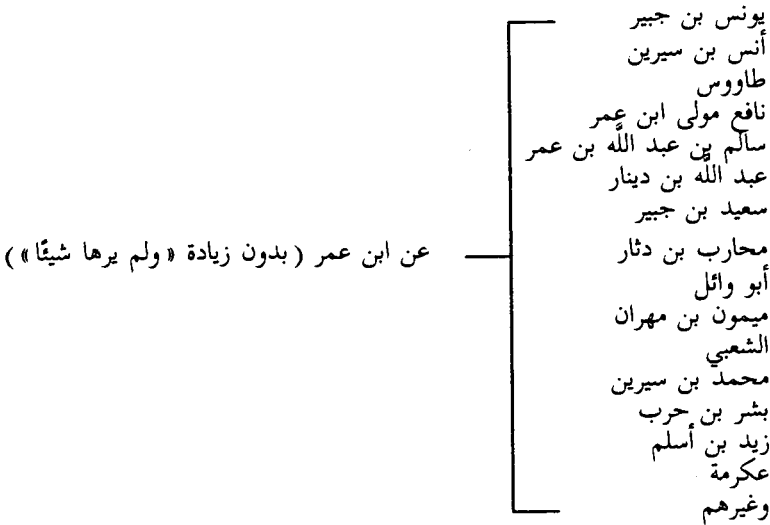 يونس بن جبير
أنس بن سيرين
طاووس
نافع مولى ابن عمر
سالم بن عبد اللَّه بن عمر
عبد اللَّه بن دينار
سعيد بن جبير
محارب بن دثار
أبو وائل
ميمون بن مهران
الشعبي
محمد بن سيرين
بشر بن حرب
زيد بن أسلم
عكرمة
وغيرهم
عن ابن عمر ( بدون زيادة « ولم يرها شيئًا » )